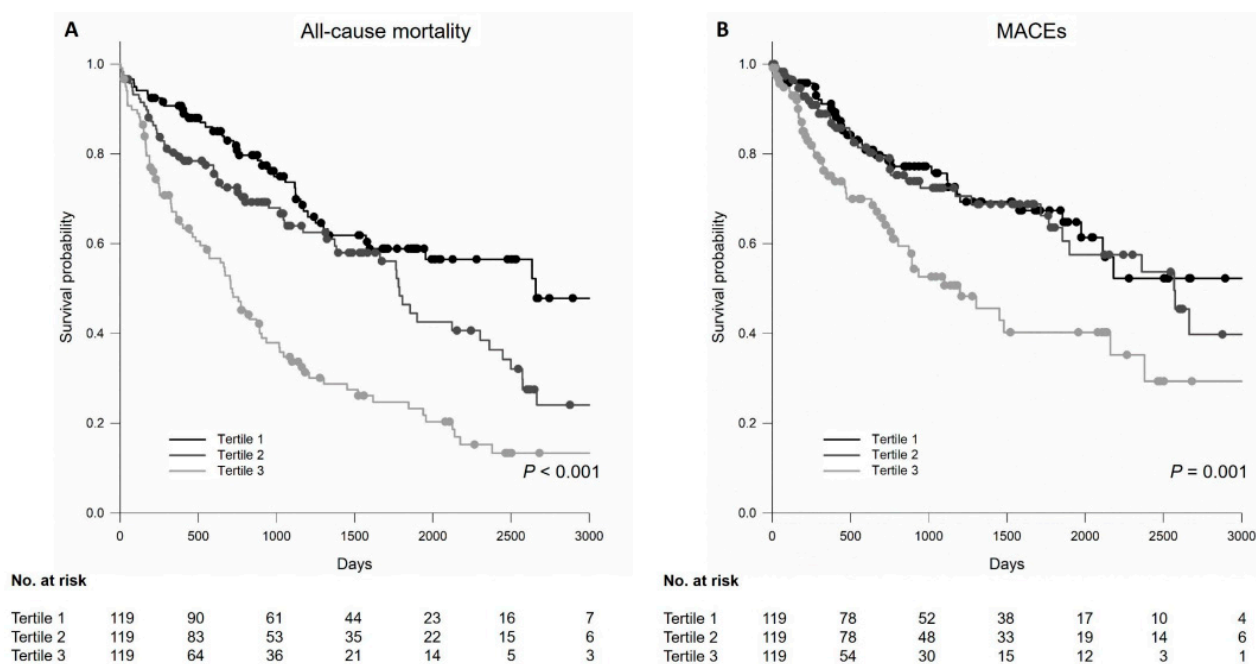 A All-cause mortality
Survival probability
1.0
0.8
0.6
0.4
0.2
0.0
Tertile 1
Tertile 2
Tertile 3
P < 0.001
0 500 1000 1500 2000 2500 3000
Days
No. at risk
Tertile 1 119 90 61 44 23 16 7
Tertile 2 119 83 53 35 22 15 6
Tertile 3 119 64 36 21 14 5 3
B MACEs
Survival probability
1.0
0.8
0.6
0.4
0.2
0.0
Tertile 1
Tertile 2
Tertile 3
P = 0.001
0 500 1000 1500 2000 2500 3000
Days
No. at risk
Tertile 1 119 78 52 38 17 10 4
Tertile 2 119 78 48 33 19 14 6
Tertile 3 119 54 30 15 12 3 1